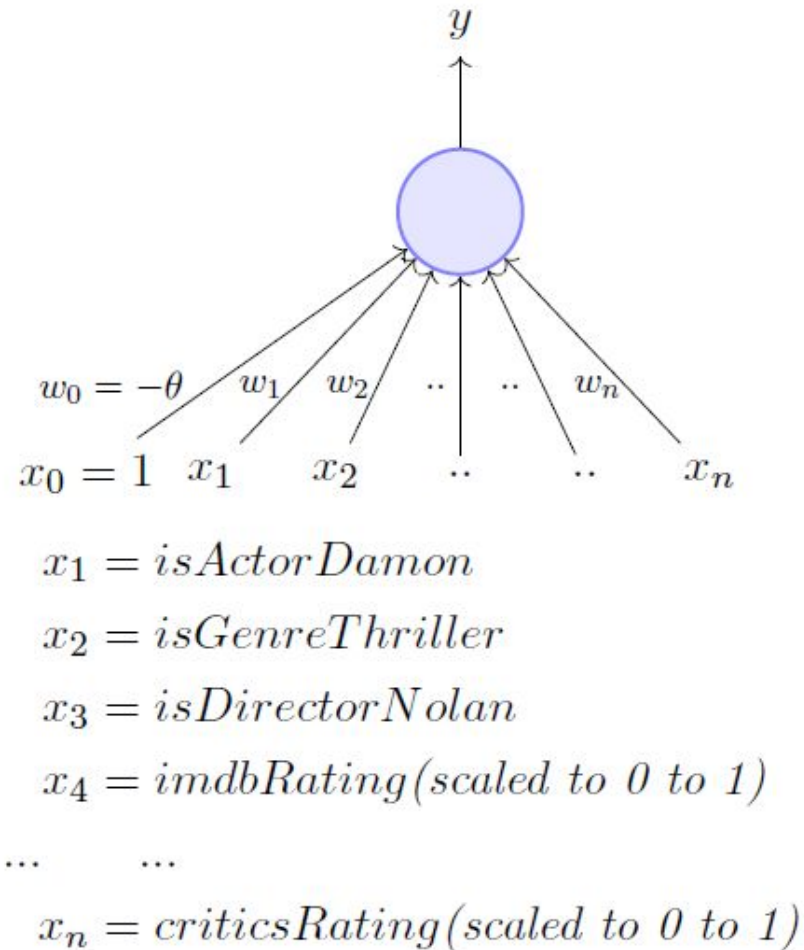 y
w₀ = −θ w₁ w₂ .. .. wₙ
x₀ = 1 x₁ x₂ .. .. xₙ
x₁ = isActorDamon
x₂ = isGenreThriller
x₃ = isDirectorNolan
x₄ = imdbRating(scaled to 0 to 1)
... ...
xₙ = criticsRating(scaled to 0 to 1)